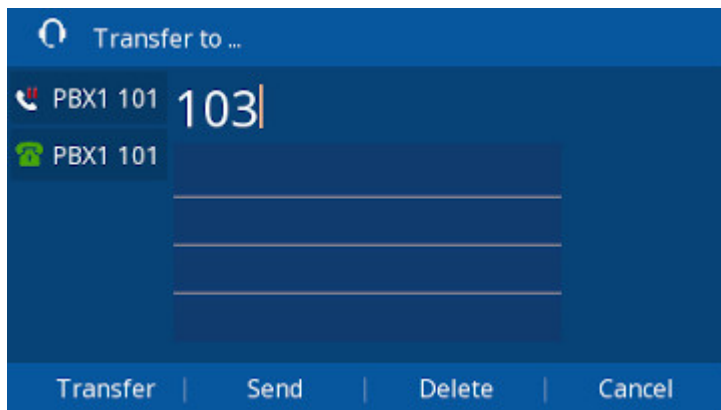 Transfer to ...
PBX1 101
103
PBX1 101
Transfer | Send | Delete | Cancel